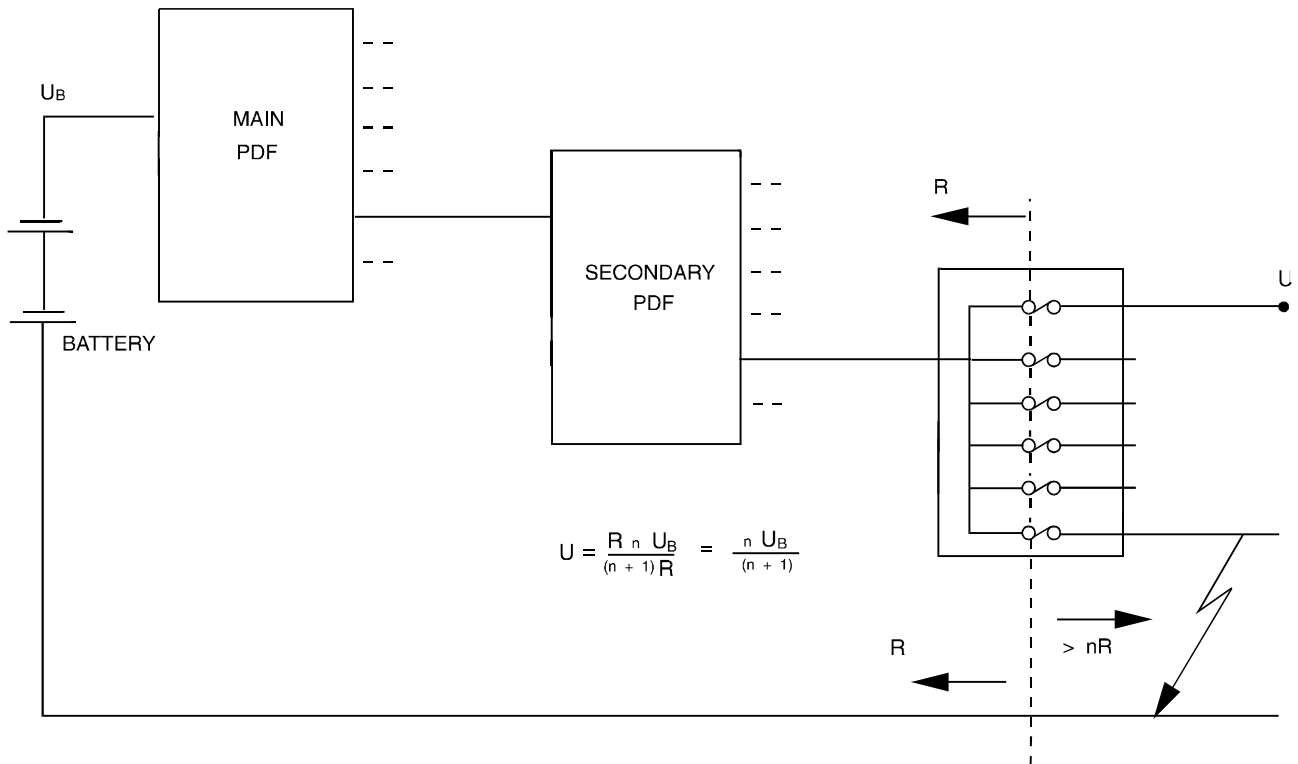 UB
MAIN
PDF
BATTERY
SECONDARY
PDF
R
U
U = R n UB / (n + 1) R = n UB / (n + 1)
R
> nR